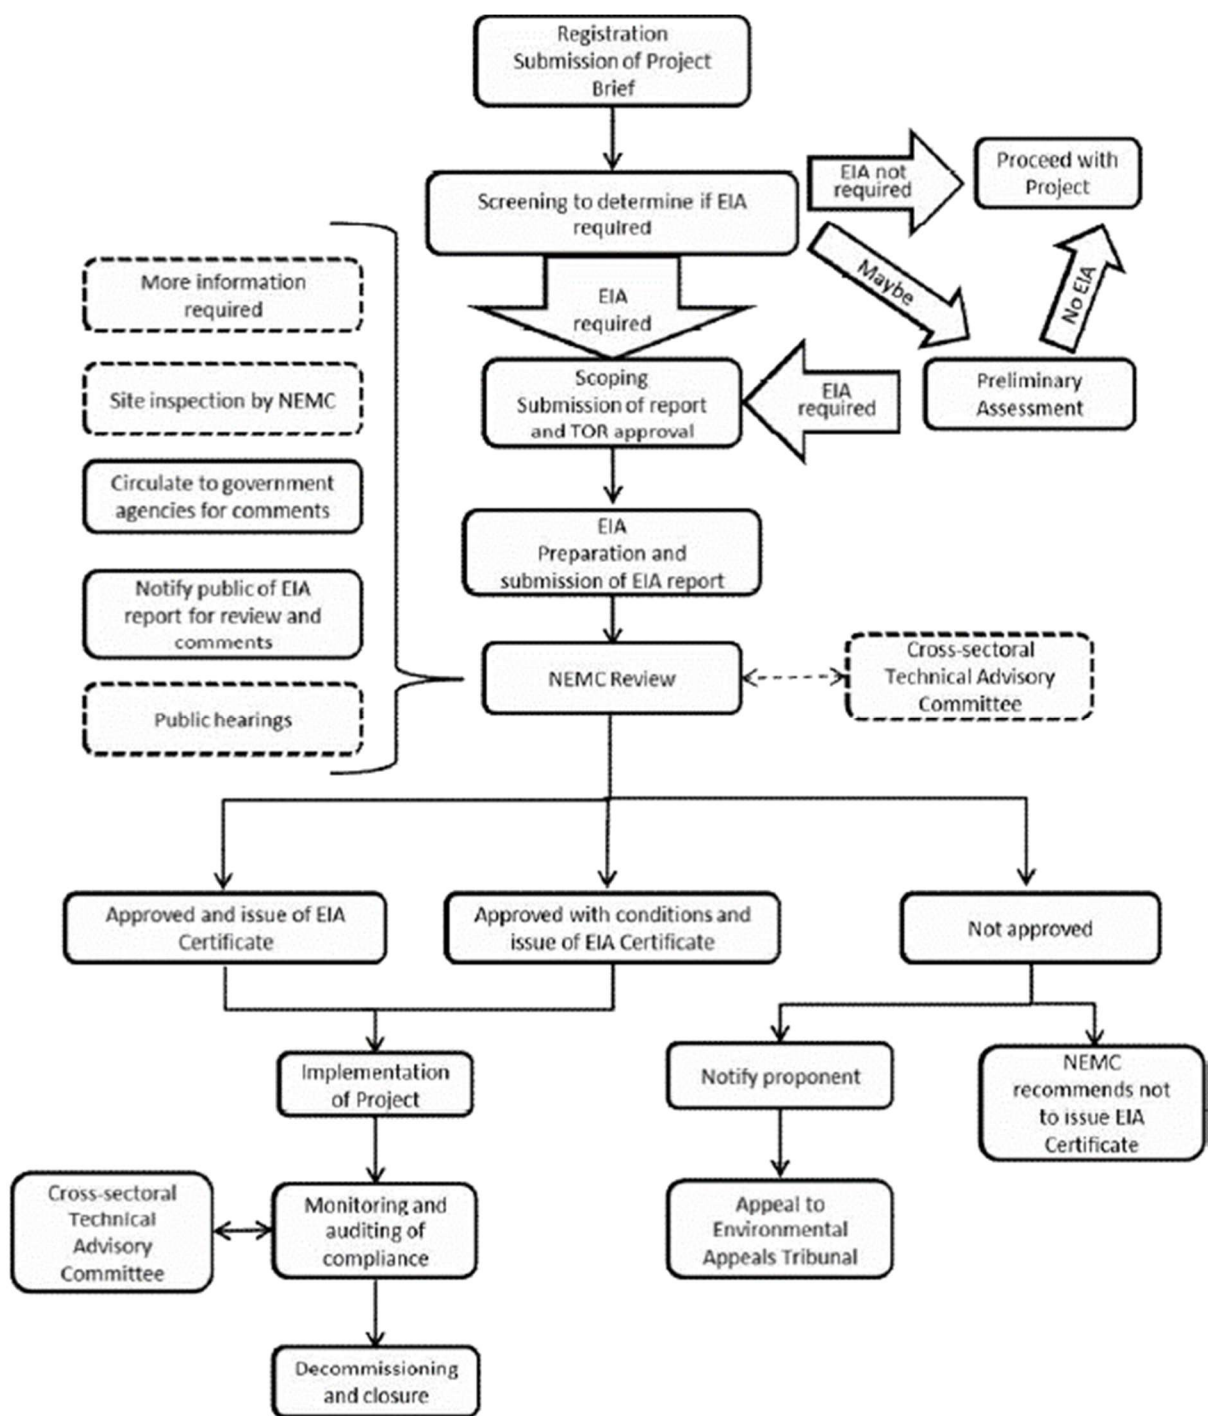 Registration
Submission of Project
Brief
Screening to determine if EIA
required
EIA not
required
Proceed with
Project
Maybe
No EIA
EIA
required
Preliminary
Assessment
EIA
required
Scoping
Submission of report
and TOR approval
EIA
Preparation and
submission of EIA report
More information
required
Site inspection by NEMC
Circulate to government
agencies for comments
Notify public of EIA
report for review and
comments
Public hearings
NEMC Review
Cross-sectoral
Technical Advisory
Committee
Approved and issue of EIA
Certificate
Approved with conditions and
issue of EIA Certificate
Not approved
Implementation
of Project
Notify proponent
NEMC
recommends not
to issue EIA
Certificate
Cross-sectoral
Technical
Advisory
Committee
Monitoring and
auditing of
compliance
Appeal to
Environmental
Appeals Tribunal
Decommissioning
and closure